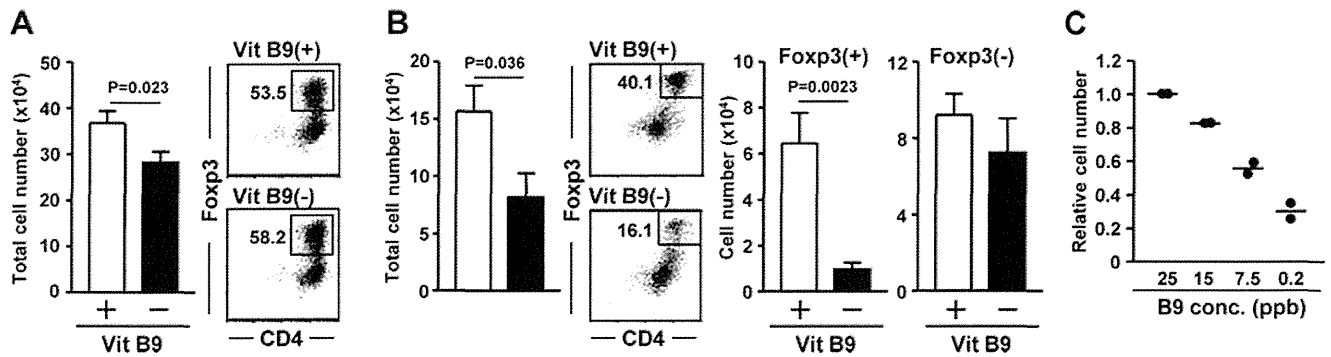 A
Total cell number (x10⁴)
50
40
30
20
10
0
P=0.023
+ −
Vit B9
Vit B9(+)
53.5
Vit B9(-)
58.2
Foxp3
CD4
B
Total cell number (x10⁴)
20
15
10
5
0
P=0.036
Vit B9(+)
40.1
Vit B9(-)
16.1
Foxp3
Foxp3(+)
Cell number (x10⁴)
10
8
6
4
2
0
P=0.0023
+ −
Vit B9
Foxp3(-)
12
8
4
0
+ −
Vit B9
C
Relative cell number
1.2
1.0
0.8
0.6
0.4
0.2
0
25 15 7.5 0.2
B9 conc. (ppb)